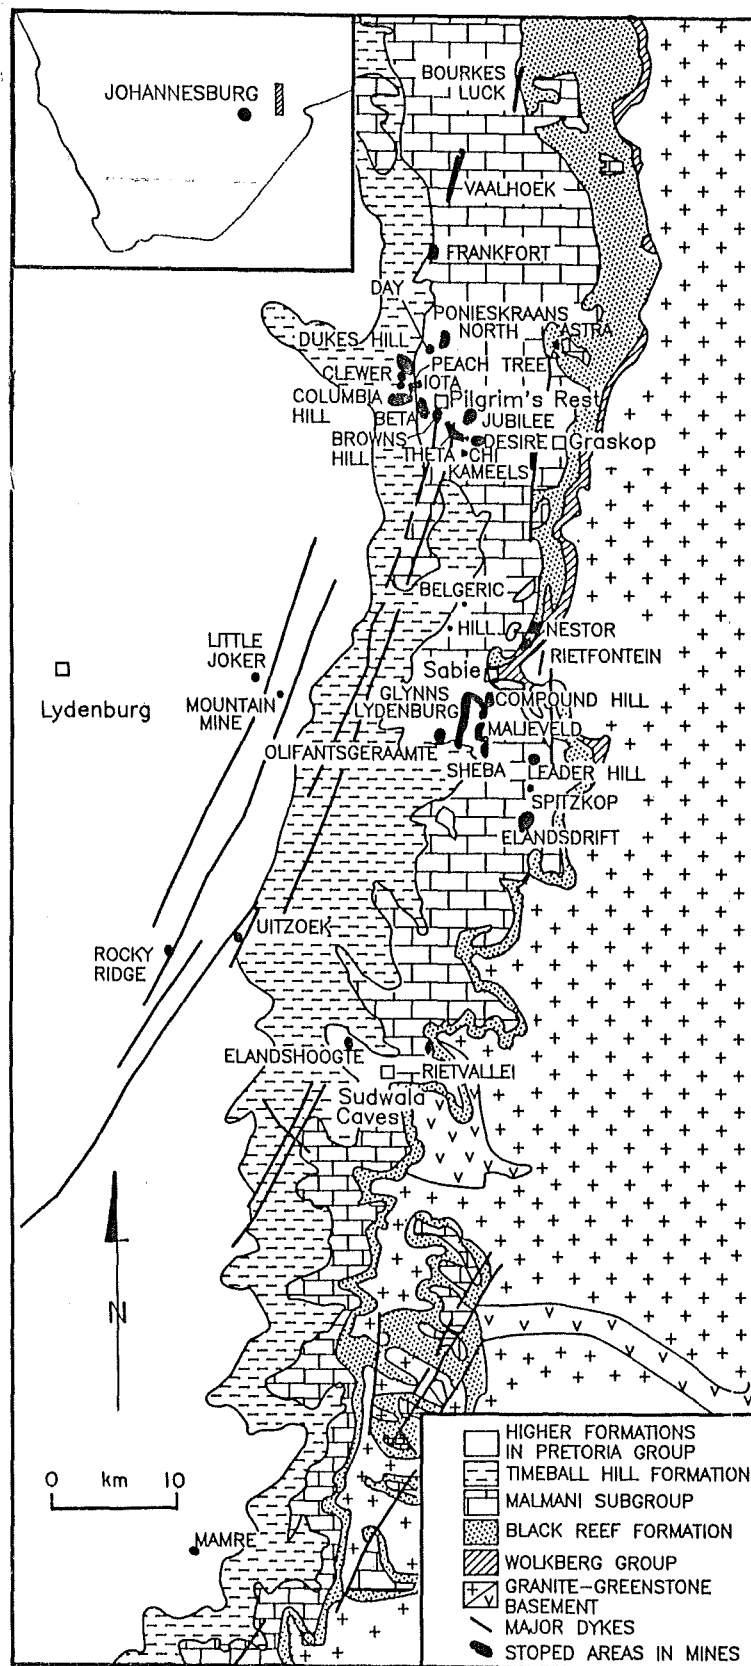 JOHANNESBURG
BOURKES
LUCK
VAALHOEK
FRANKFORT
DAY
PONIESKRAANS
NORTH
ASTRA
DUKES HILL
PEACH TREE
CLEWER
IOTA
COLUMBIA
HILL
Pilgrim's Rest
BETA
JUBILEE
BROWNS
HILL
DESIRE
Graskop
THETA
CHI
KAMEELS
BELGERIC
HILL
NESTOR
RIETFONTEIN
LITTLE
JOKER
Sabie
Lydenburg
MOUNTAIN
MINE
GLYNNS
LYDENBURG
COMPOUND HILL
MALIEVELD
OLIFANTSGERAAMTE
SHEBA
LEADER HILL
SPITZKOP
ELANDSDRIFT
UITZOEK
ROCKY
RIDGE
ELANDSHOOGTE
RIETVALLEI
Sudwala
Caves
N
0 km 10
MAMRE
HIGHER FORMATIONS
IN PRETORIA GROUP
TIMEBALL HILL FORMATION
MALMANI SUBGROUP
BLACK REEF FORMATION
WOLKBERG GROUP
GRANITE-GREENSTONE
BASEMENT
MAJOR DYKES
STOPED AREAS IN MINES